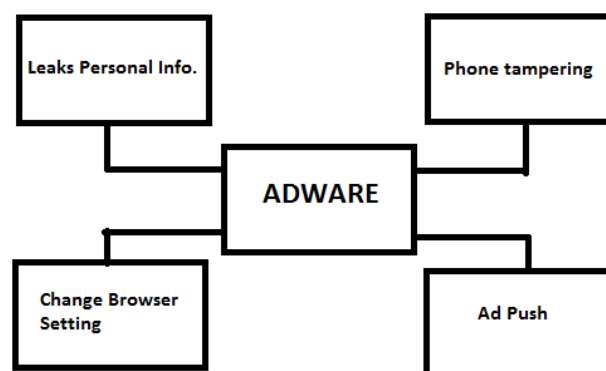 Leaks Personal Info.
Phone tampering
ADWARE
Change Browser
Setting
Ad Push